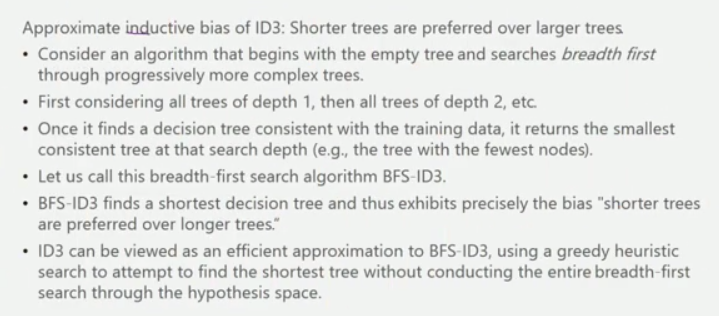 Approximate inductive bias of ID3: Shorter trees are preferred over larger trees
• Consider an algorithm that begins with the empty tree and searches breadth first
through progressively more complex trees.
• First considering all trees of depth 1, then all trees of depth 2, etc.
• Once it finds a decision tree consistent with the training data, it returns the smallest
consistent tree at that search depth (e.g., the tree with the fewest nodes).
• Let us call this breadth-first search algorithm BFS-ID3.
• BFS-ID3 finds a shortest decision tree and thus exhibits precisely the bias "shorter trees
are preferred over longer trees."
• ID3 can be viewed as an efficient approximation to BFS-ID3, using a greedy heuristic
search to attempt to find the shortest tree without conducting the entire breadth-first
search through the hypothesis space.